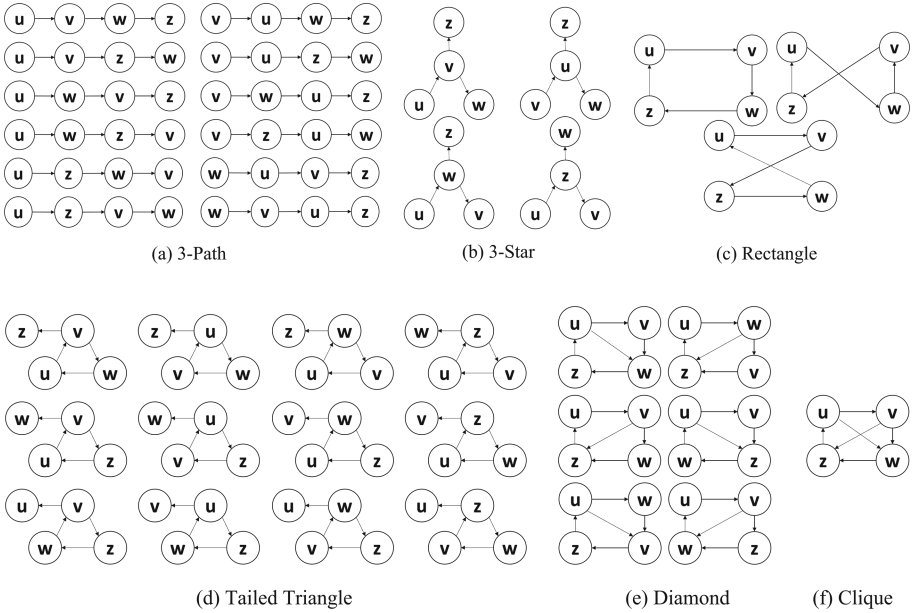 u v w z
v u w z
u v z w
v u z w
u w v z
v w u z
u w z v
v z u w
u z w v
w u v z
u z v w
w v u z
(a) 3-Path
z
v
u w
z
u
v w
z
w
u v
w
z
u v
(b) 3-Star
u v
z w
u v
z w
u v
z w
(c) Rectangle
z v
u w
z u
v w
z w
u v
w z
u v
w v
u z
w u
v z
v w
u z
v z
u w
u v
w z
v u
w z
u w
v z
u z
v w
(d) Tailed Triangle
u v
z w
u w
z v
u v
z w
u v
w z
u w
z v
u v
w z
(e) Diamond
u v
z w
(f) Clique